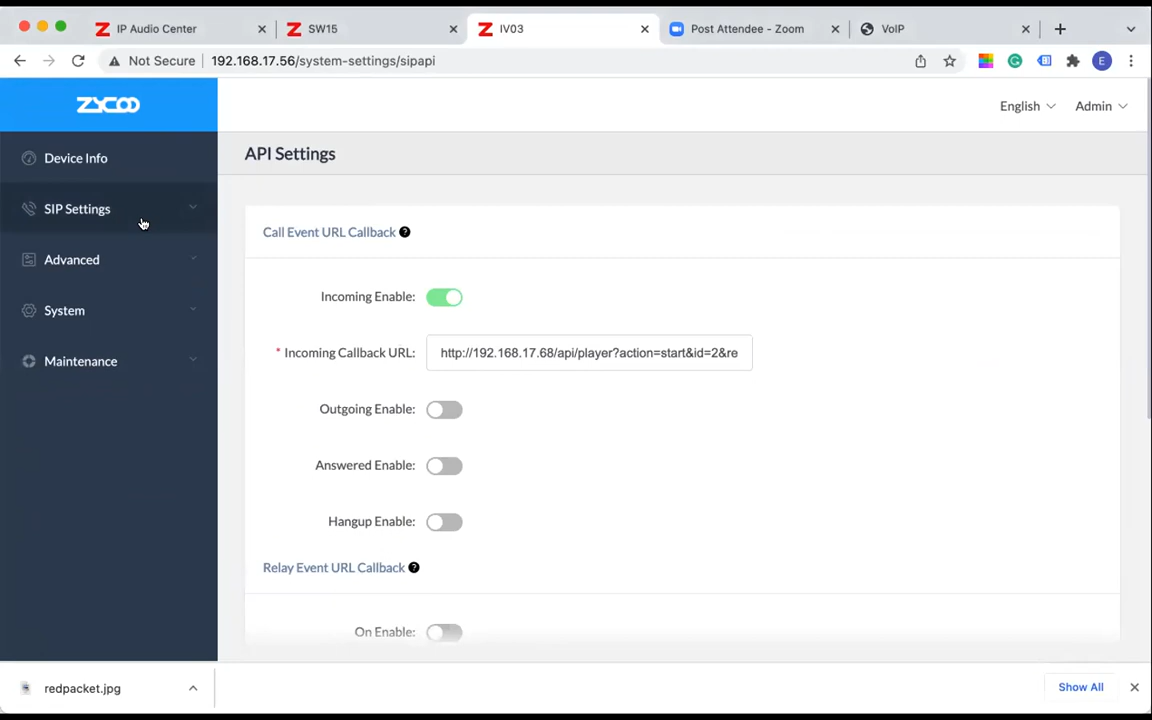 IP Audio Center
SW15
IV03
Post Attendee - Zoom
VoIP
Not Secure
192.168.17.56/system-settings/sipapi
E
ZYCOO
English
Admin
Device Info
SIP Settings
Advanced
System
Maintenance
API Settings
Call Event URL Callback
Incoming Enable:
* Incoming Callback URL: http://192.168.17.68/api/player?action=start&id=2&re
Outgoing Enable:
Answered Enable:
Hangup Enable:
Relay Event URL Callback
On Enable:
redpacket.jpg
Show All